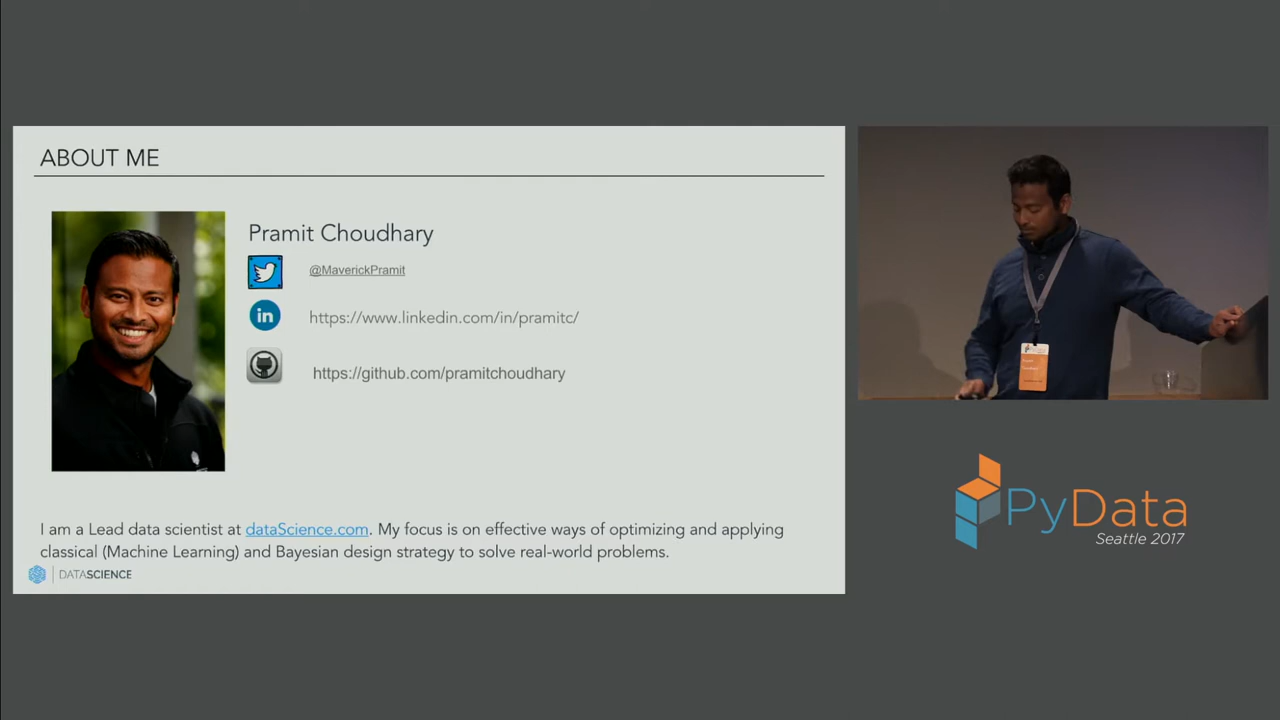 ABOUT ME
Pramit Choudhary
@MaverickPramit
in
https://www.linkedin.com/in/pramitc/
https://github.com/pramitchoudhary
I am a Lead data scientist at dataScience.com. My focus is on effective ways of optimizing and applying
classical (Machine Learning) and Bayesian design strategy to solve real-world problems.
DATASCIENCE
PyData
Seattle 2017